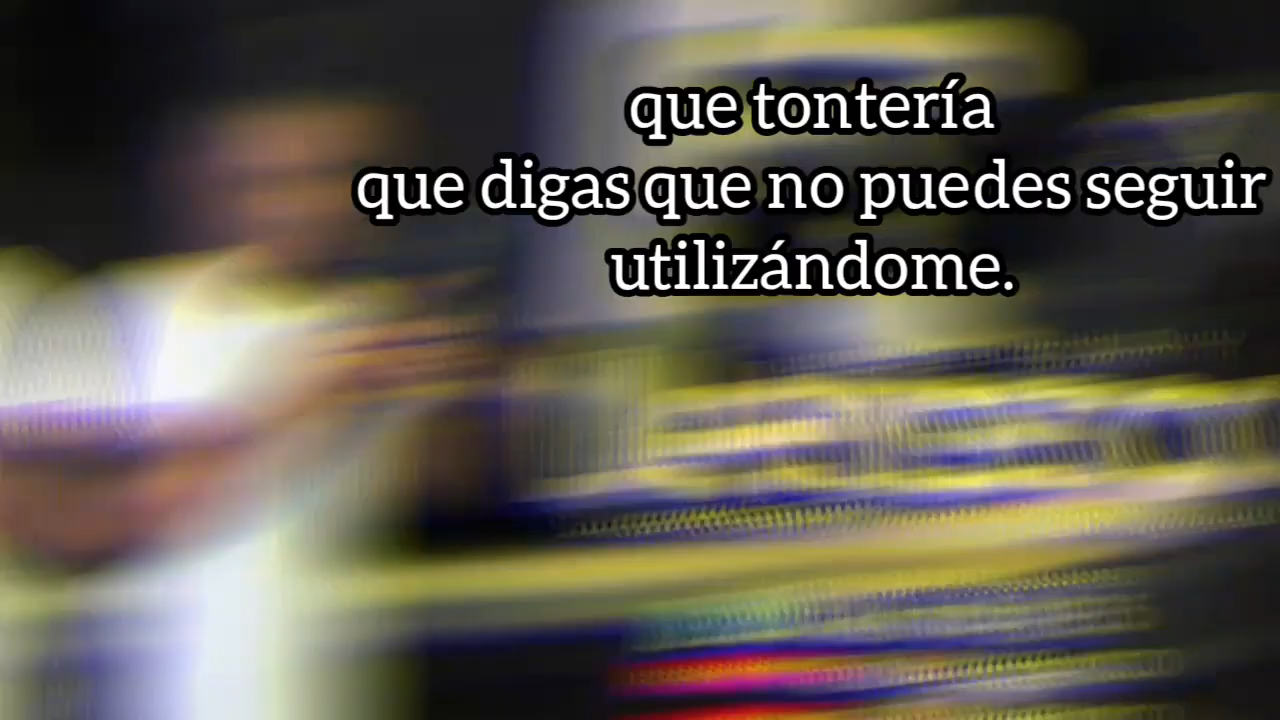 que tontería
que digas que no puedes seguir
utilizándome.